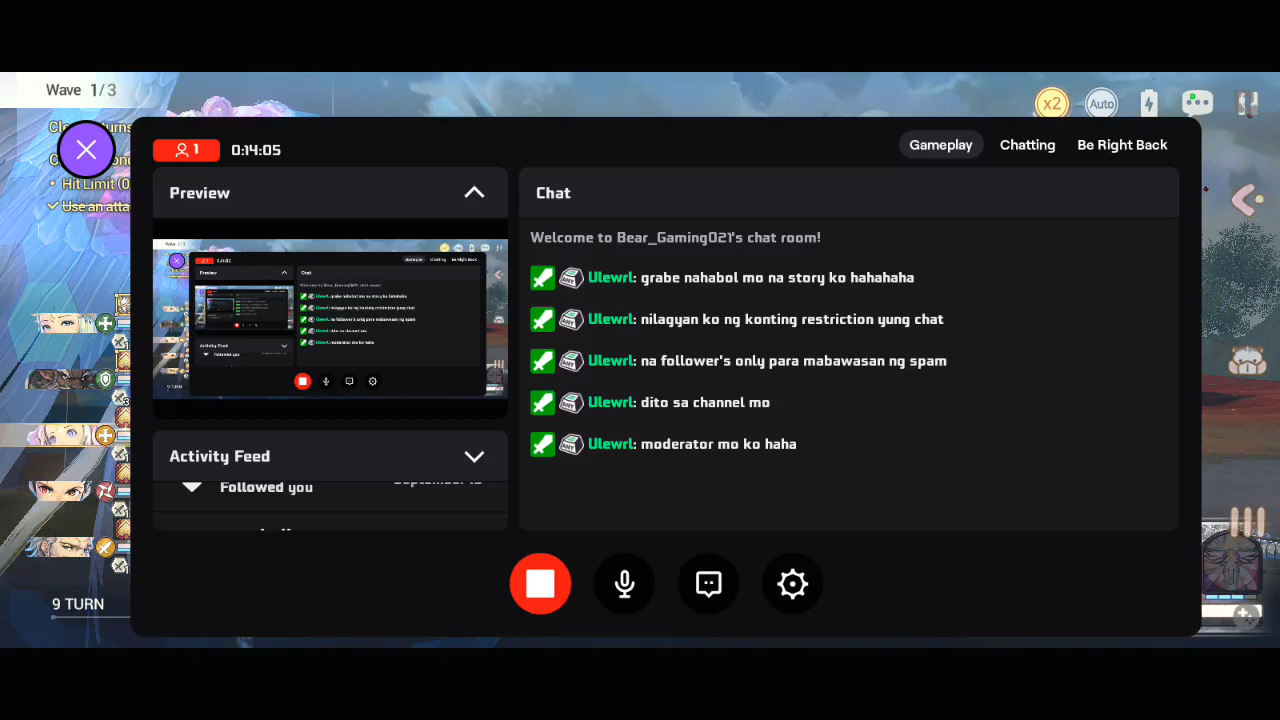 Wave 1/3
x2
Auto
Hit Limit (0
Use an atta
1 0:14:05
Gameplay Chatting Be Right Back
Preview
Chat
Welcome to Bear_Gaming021's chat room!
Ulewrl: grabe nahabol mo na story ko hahahaha
Ulewrl: nilagyan ko ng konting restriction yung chat
Ulewrl: na follower's only para mabawasan ng spam
Ulewrl: dito sa channel mo
Ulewrl: moderator mo ko haha
Activity Feed
Followed you
9 TURN